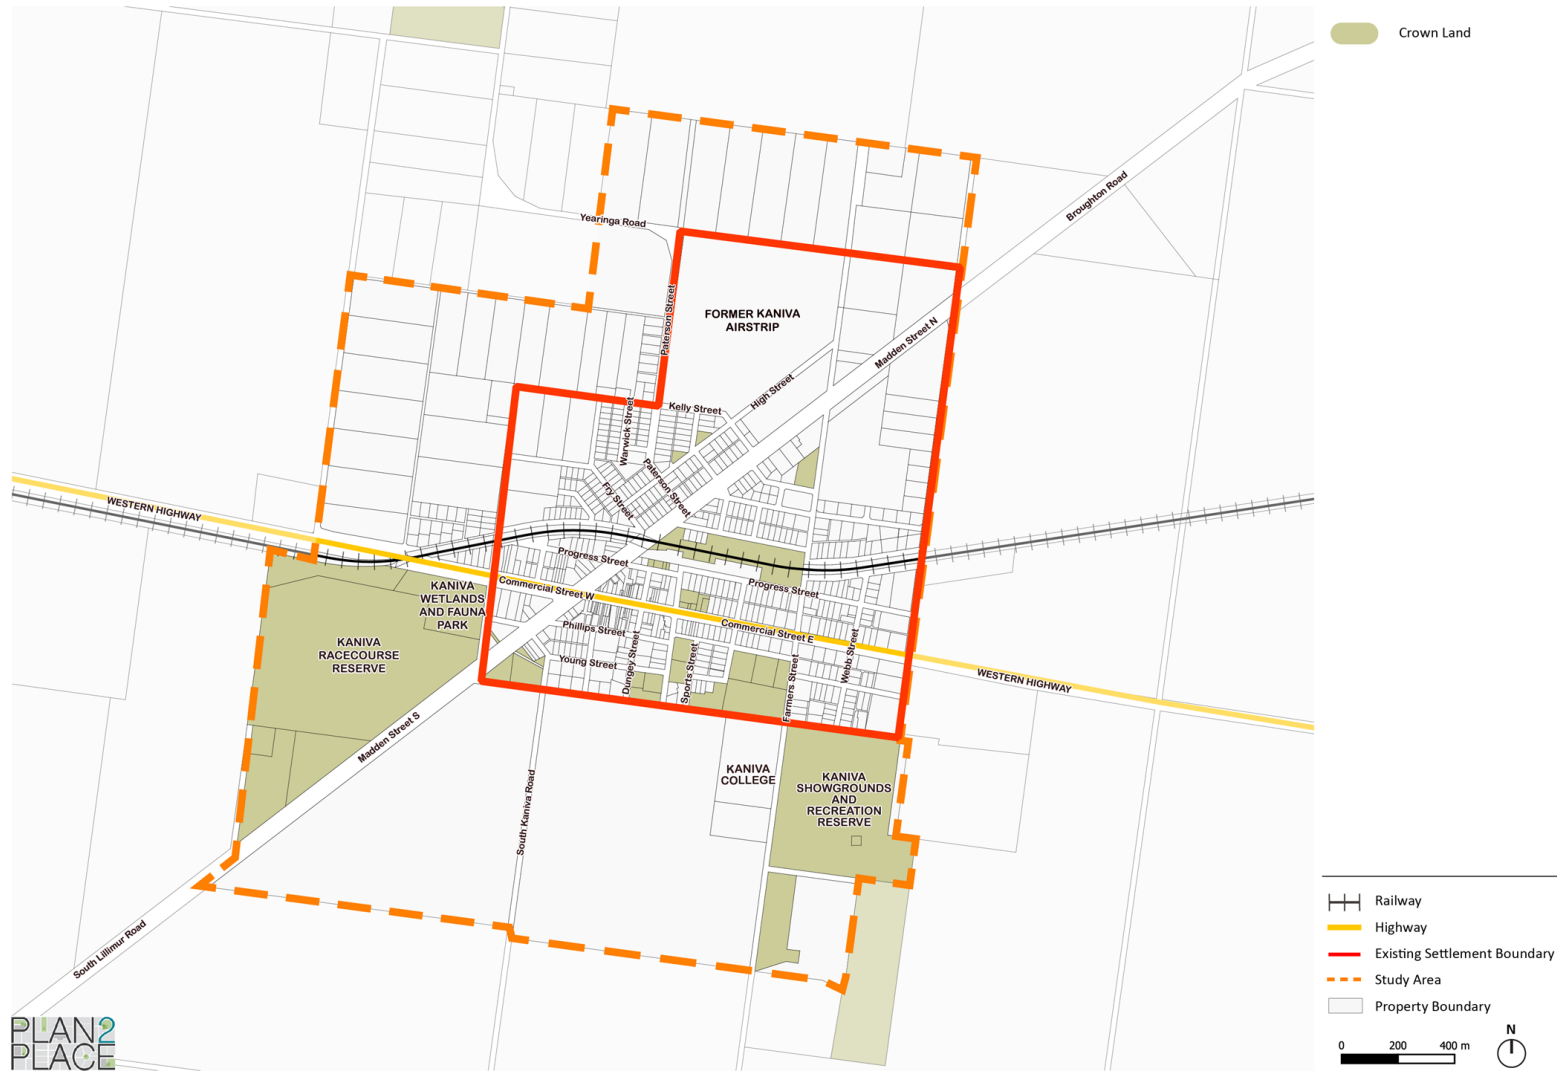 Crown Land
Broughton Road
Yearinga Road
Paterson Street
FORMER KANIVA
AIRSTRIP
Madden Street N
High Street
Kelly Street
Warwick Street
Paterson Street
Fry Street
WESTERN HIGHWAY
Progress Street
Progress Street
KANIVA
WETLANDS
AND FAUNA
PARK
Commercial Street W
Commercial Street E
Phillips Street
KANIVA
RACECOURSE
RESERVE
Young Street
Dungey Street
Sports Street
Farmers Street
Webb Street
WESTERN HIGHWAY
Madden Street S
South Kaniva Road
KANIVA
COLLEGE
KANIVA
SHOWGROUNDS
AND
RECREATION
RESERVE
South Lillimur Road
Railway
Highway
Existing Settlement Boundary
Study Area
Property Boundary
N
0 200 400 m
PLAN2
PLACE